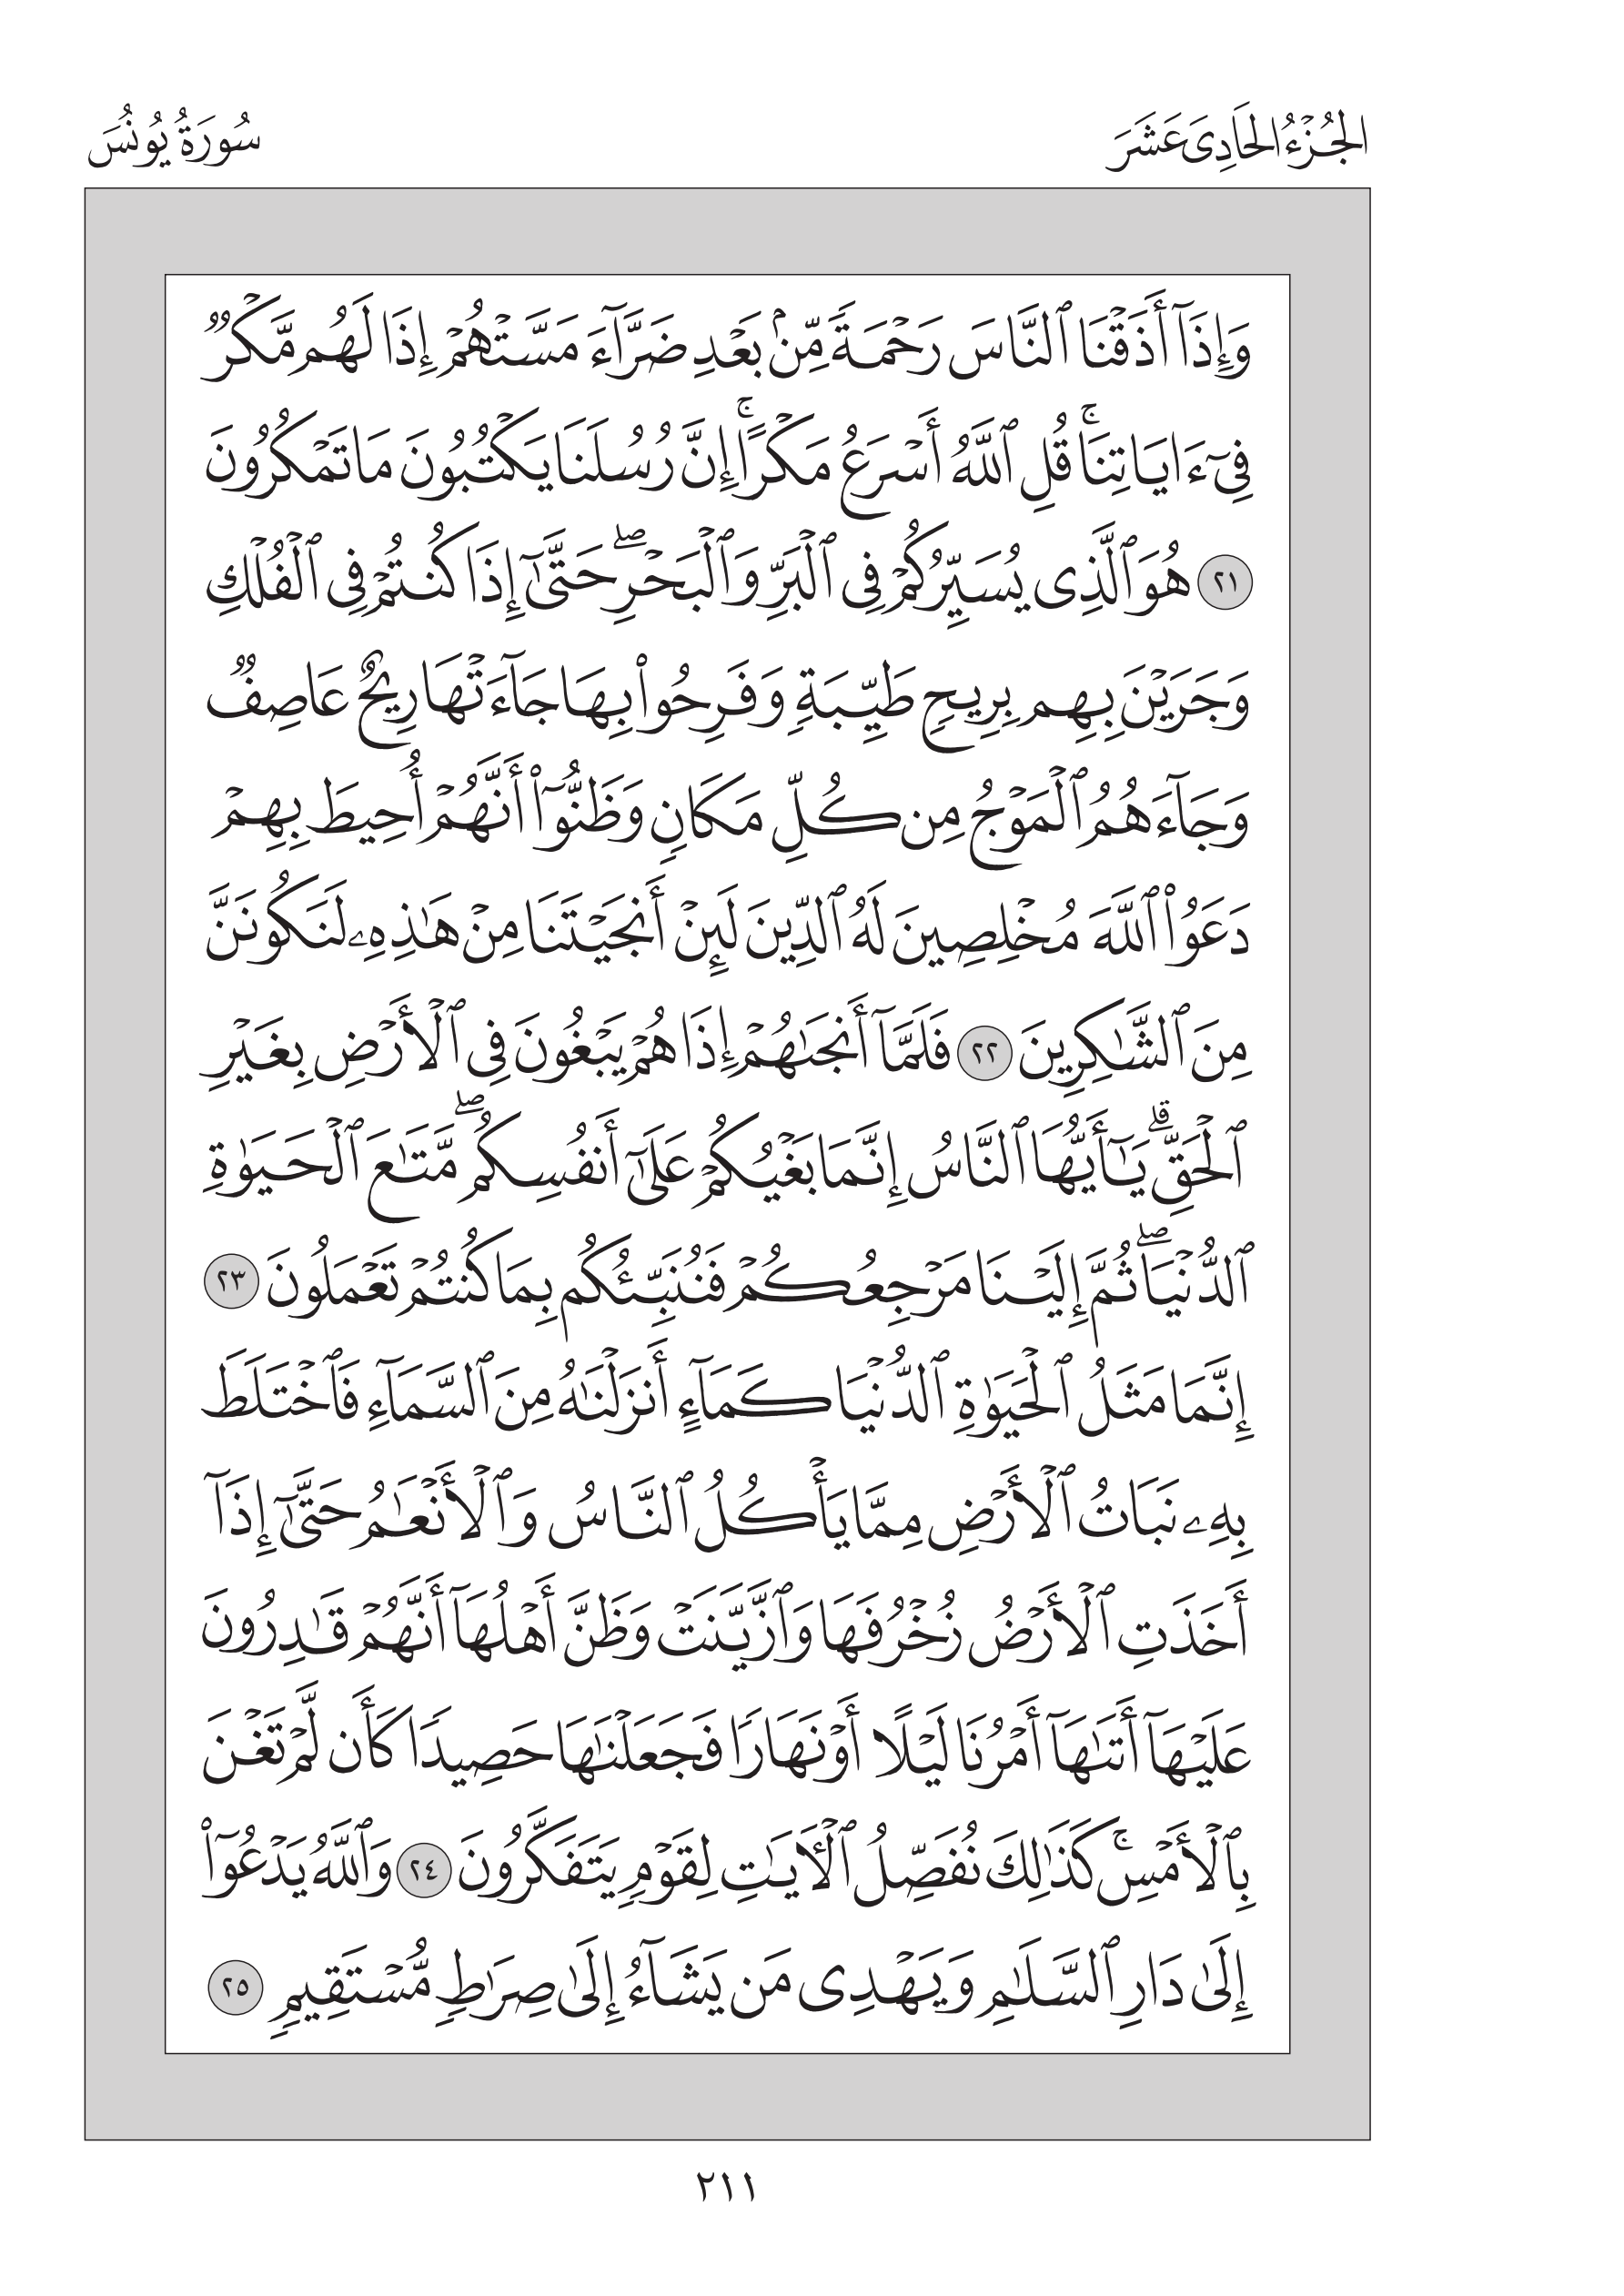 الجُزْءُ الحَادِى عَشَرَ
سُورَةُ يُونُسَ
وَإِذَآ أَذَقْنَا ٱلنَّاسَ رَحْمَةً مِّنۢ بَعْدِ ضَرَّآءَ مَسَّتْهُمْ إِذَا لَهُم مَّكْرٌ
فِىٓ ءَايَاتِنَا ۚ قُلِ ٱللَّهُ أَسْرَعُ مَكْرًا ۚ إِنَّ رُسُلَنَا يَكْتُبُونَ مَا تَمْكُرُونَ
٢١ هُوَ ٱلَّذِى يُسَيِّرُكُمْ فِى ٱلْبَرِّ وَٱلْبَحْرِ ۖ حَتَّىٰٓ إِذَا كُنتُمْ فِى ٱلْفُلْكِ
وَجَرَيْنَ بِهِم بِرِيحٍ طَيِّبَةٍ وَفَرِحُوا۟ بِهَا جَآءَتْهَا رِيحٌ عَاصِفٌ
وَجَآءَهُمُ ٱلْمَوْجُ مِن كُلِّ مَكَانٍ وَظَنُّوٓا۟ أَنَّهُمْ أُحِيطَ بِهِمْ
دَعَوُا۟ ٱللَّهَ مُخْلِصِينَ لَهُ ٱلدِّينَ لَئِنْ أَنجَيْتَنَا مِنْ هَٰذِهِۦ لَنَكُونَنَّ
مِنَ ٱلشَّٰكِرِينَ ٢٢ فَلَمَّآ أَنجَىٰهُمْ إِذَا هُمْ يَبْغُونَ فِى ٱلْأَرْضِ بِغَيْرِ
ٱلْحَقِّ ۗ يَٰٓأَيُّهَا ٱلنَّاسُ إِنَّمَا بَغْيُكُمْ عَلَىٰٓ أَنفُسِكُم ۖ مَّتَٰعَ ٱلْحَيَوٰةِ
ٱلدُّنْيَا ۖ ثُمَّ إِلَيْنَا مَرْجِعُكُمْ فَنُنَبِّئُكُم بِمَا كُنتُمْ تَعْمَلُونَ ٢٣
إِنَّمَا مَثَلُ ٱلْحَيَوٰةِ ٱلدُّنْيَا كَمَآءٍ أَنزَلْنَٰهُ مِنَ ٱلسَّمَآءِ فَٱخْتَلَطَ
بِهِۦ نَبَاتُ ٱلْأَرْضِ مِمَّا يَأْكُلُ ٱلنَّاسُ وَٱلْأَنْعَٰمُ حَتَّىٰٓ إِذَآ
أَخَذَتِ ٱلْأَرْضُ زُخْرُفَهَا وَٱزَّيَّنَتْ وَظَنَّ أَهْلُهَآ أَنَّهُمْ قَٰدِرُونَ
عَلَيْهَآ أَتَىٰهَآ أَمْرُنَا لَيْلًا أَوْ نَهَارًا فَجَعَلْنَٰهَا حَصِيدًا كَأَن لَّمْ تَغْنَ
بِٱلْأَمْسِ ۚ كَذَٰلِكَ نُفَصِّلُ ٱلْـَٔايَٰتِ لِقَوْمٍ يَتَفَكَّرُونَ ٢٤ وَٱللَّهُ يَدْعُوٓا۟
إِلَىٰ دَارِ ٱلسَّلَٰمِ وَيَهْدِى مَن يَشَآءُ إِلَىٰ صِرَٰطٍ مُّسْتَقِيمٍ ٢٥
٢١١